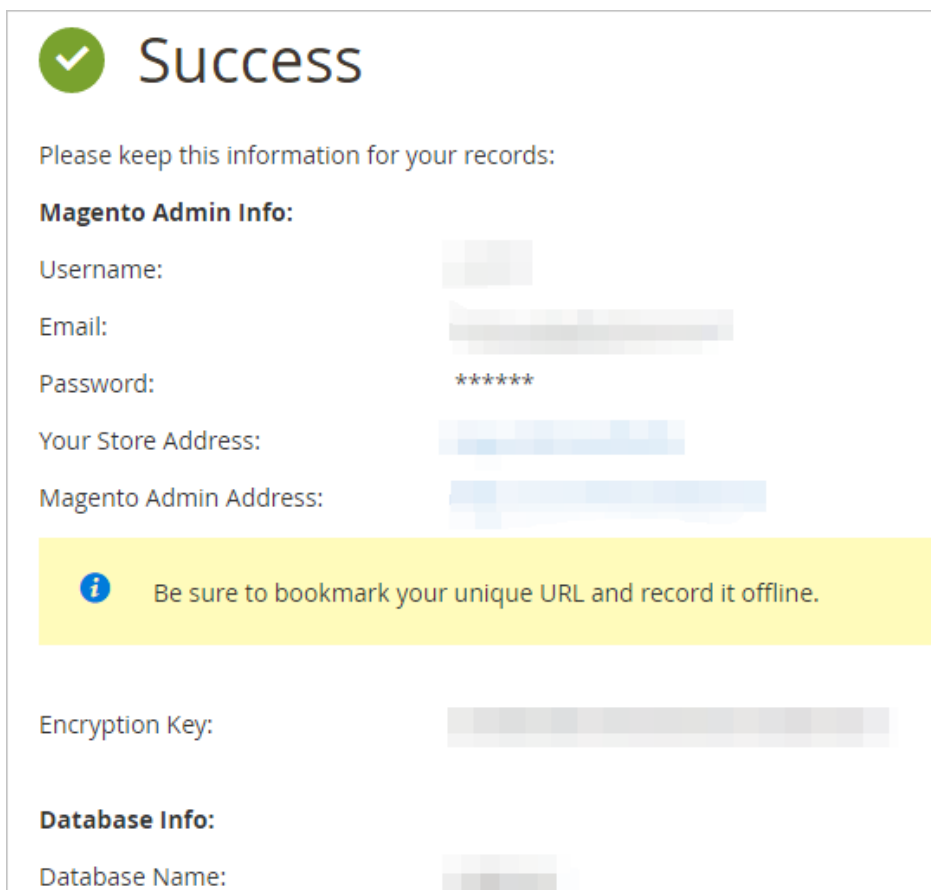 Success
Please keep this information for your records:
Magento Admin Info:
Username:
Email:
Password: ******
Your Store Address:
Magento Admin Address:
Be sure to bookmark your unique URL and record it offline.
Encryption Key:
Database Info:
Database Name: